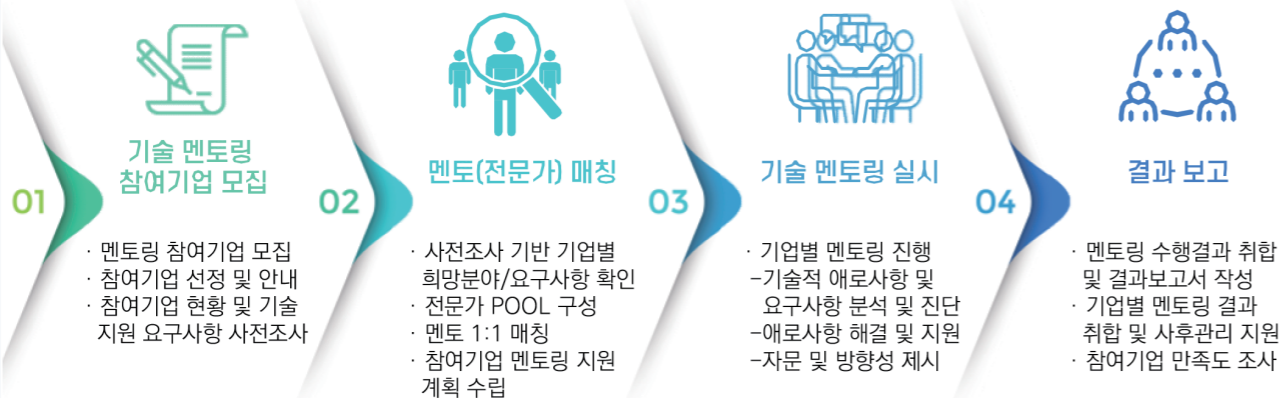 01
기술 멘토링
참여기업 모집
· 멘토링 참여기업 모집
· 참여기업 선정 및 안내
· 참여기업 현황 및 기술
지원 요구사항 사전조사
02
멘토(전문가) 매칭
· 사전조사 기반 기업별
희망분야/요구사항 확인
· 전문가 POOL 구성
· 멘토 1:1 매칭
· 참여기업 멘토링 지원
계획 수립
03
기술 멘토링 실시
· 기업별 멘토링 진행
-기술적 애로사항 및
요구사항 분석 및 진단
-애로사항 해결 및 지원
-자문 및 방향성 제시
04
결과 보고
· 멘토링 수행결과 취합
및 결과보고서 작성
· 기업별 멘토링 결과
취합 및 사후관리 지원
· 참여기업 만족도 조사